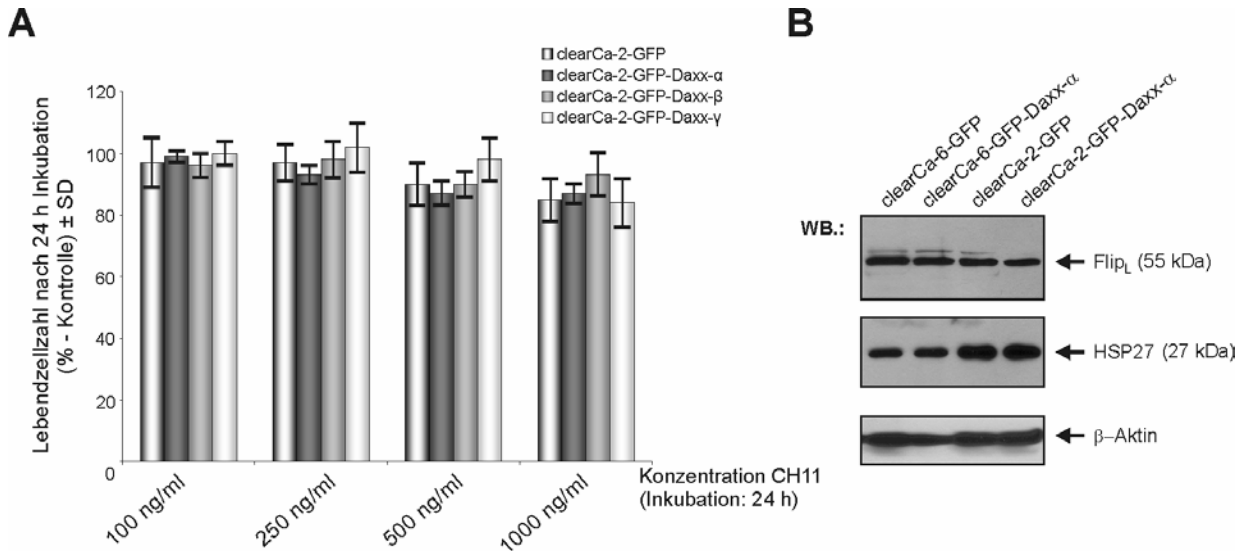 A
clearCa-2-GFP
clearCa-2-GFP-Daxx-α
clearCa-2-GFP-Daxx-β
clearCa-2-GFP-Daxx-γ
Lebendzellzahl nach 24 h Inkubation
(% - Kontrolle) ± SD
120
100
80
60
40
20
0
100 ng/ml
250 ng/ml
500 ng/ml
1000 ng/ml
Konzentration CH11
(Inkubation: 24 h)
B
clearCa-6-GFP
clearCa-6-GFP-Daxx-α
clearCa-2-GFP
clearCa-2-GFP-Daxx-α
WB.:
FlipL (55 kDa)
HSP27 (27 kDa)
β–Aktin